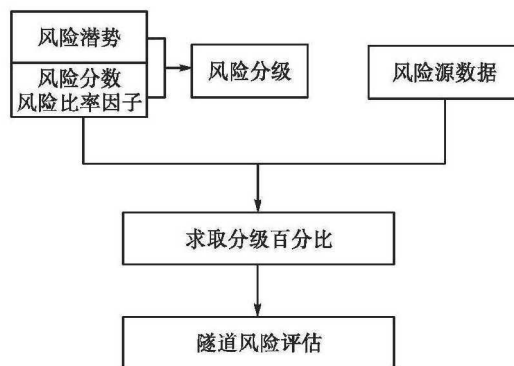 风险潜势
风险分数
风险比率因子
风险分级
风险源数据
求取分级百分比
隧道风险评估